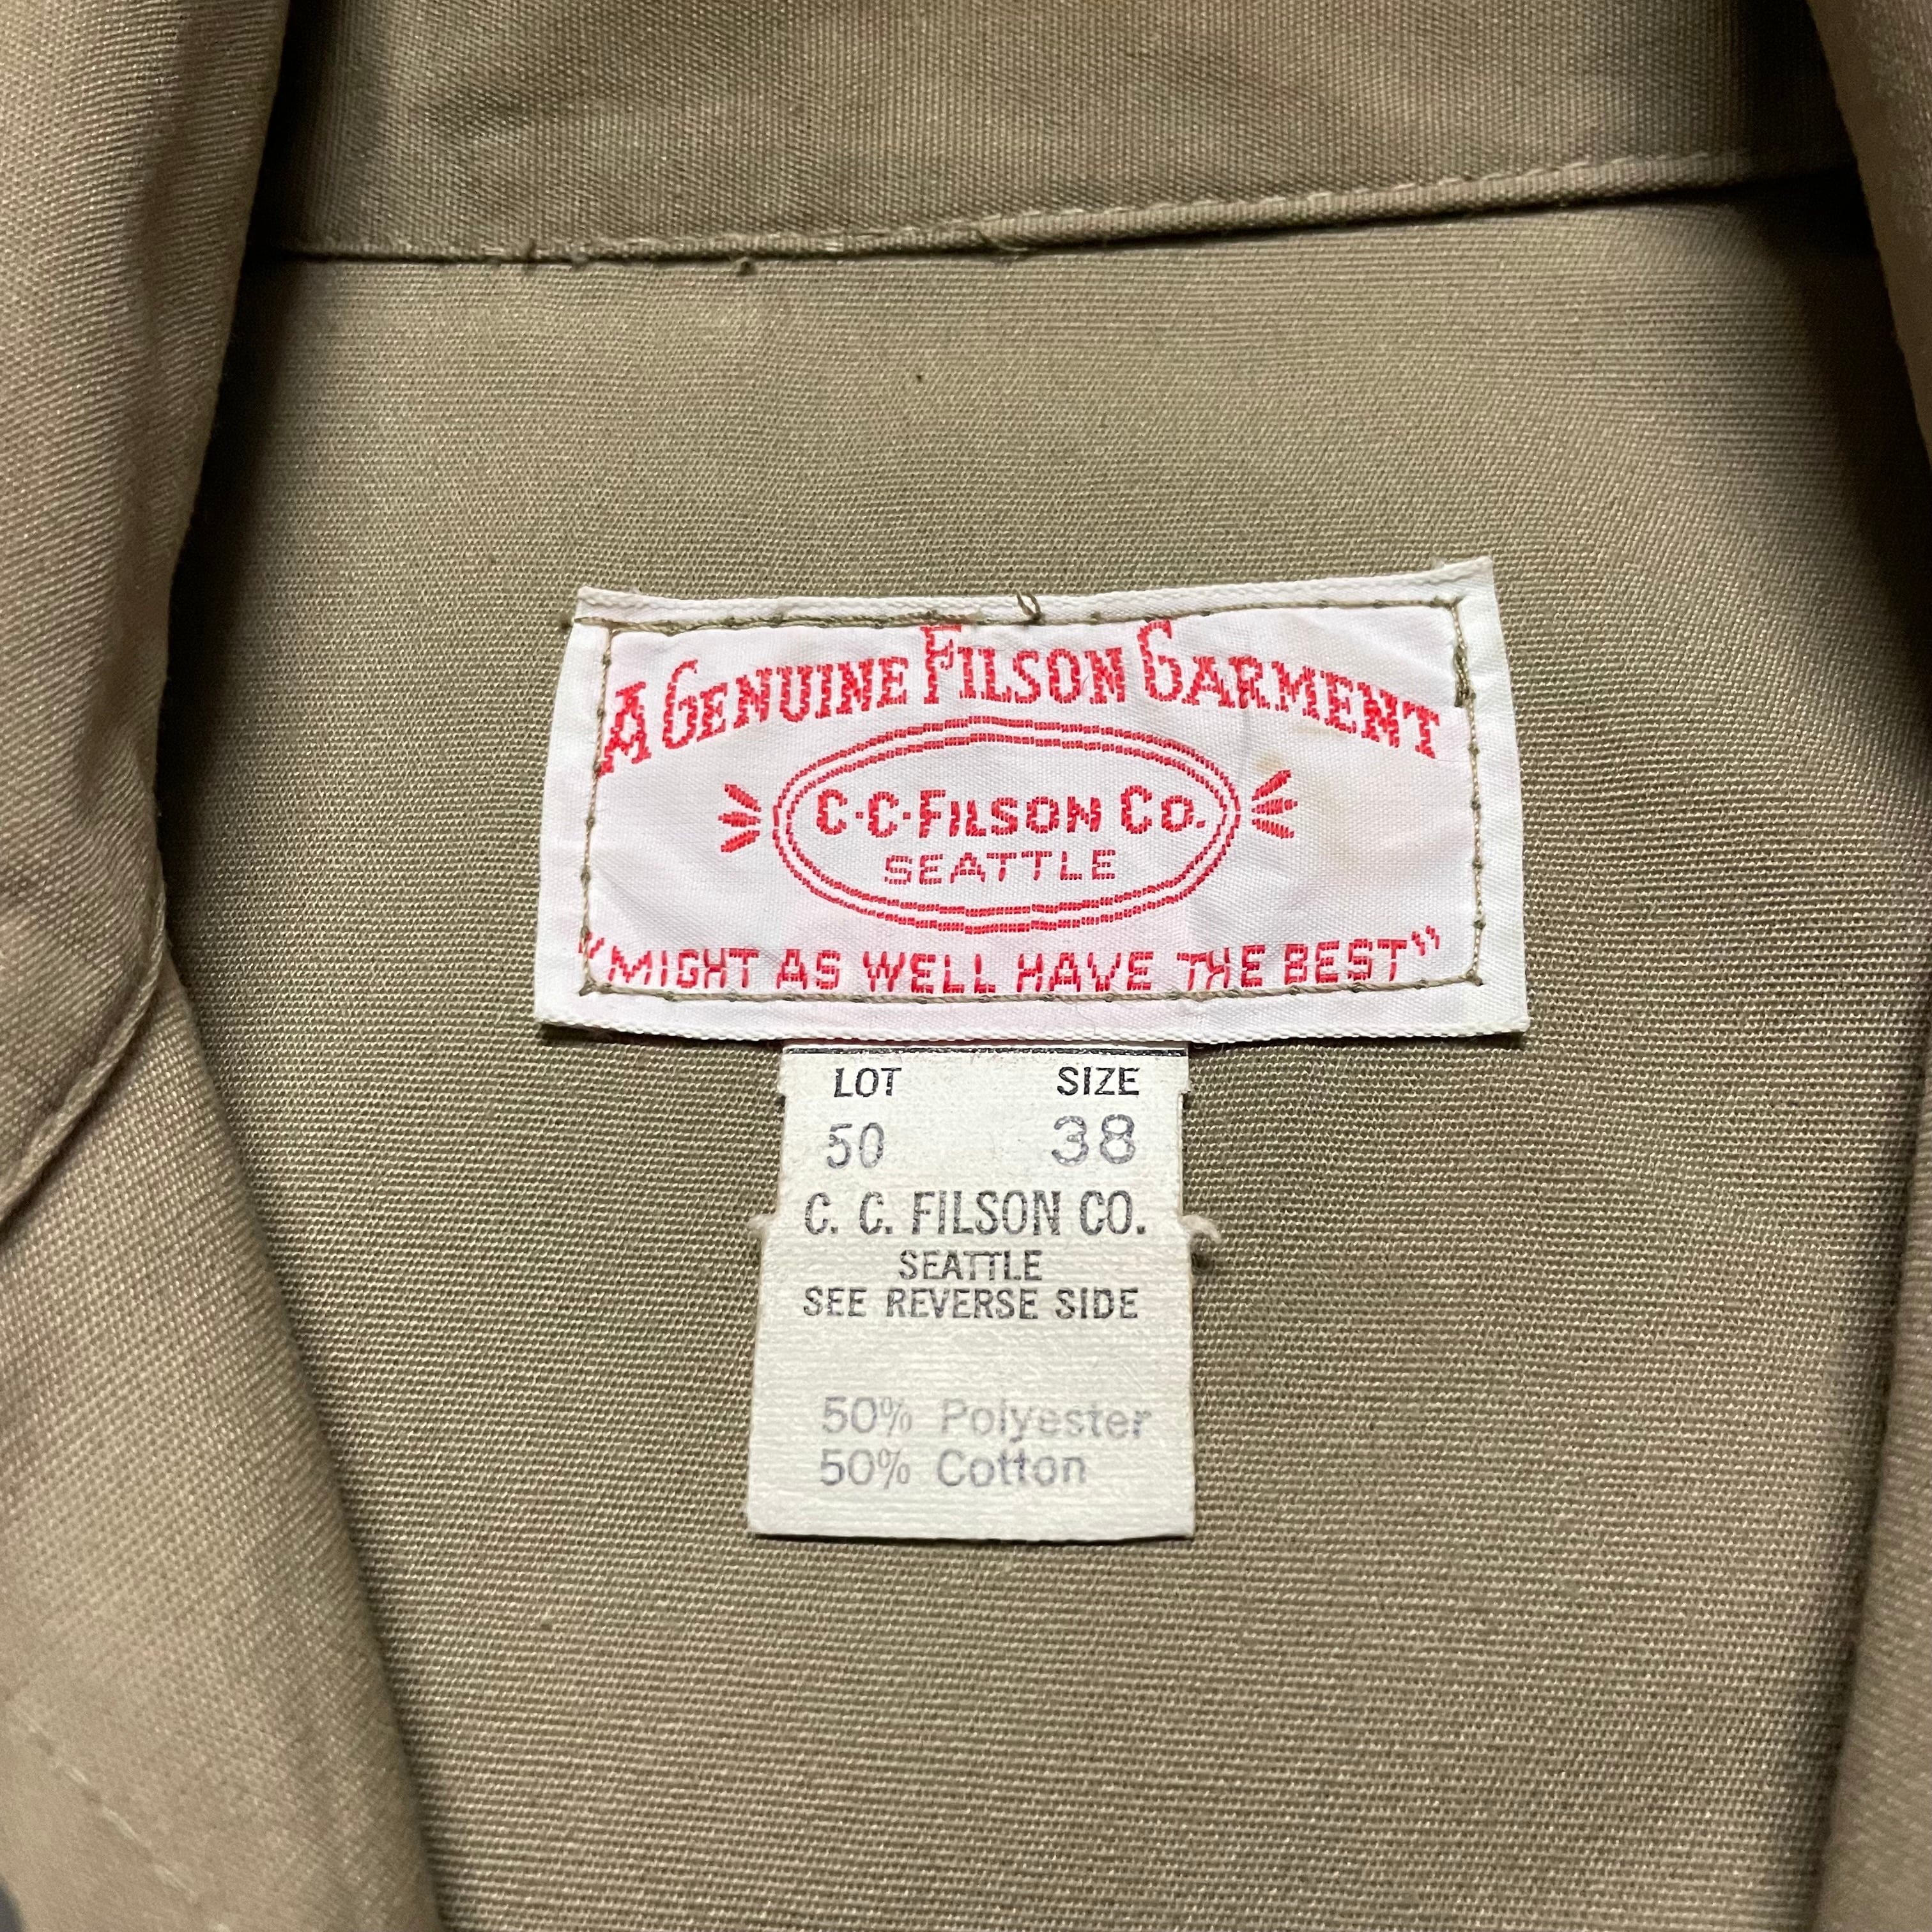 A GENUINE FILSON GARMENT
C·C·FILSON CO.
SEATTLE
"MIGHT AS WELL HAVE THE BEST"
LOT SIZE
50 38
C. C. FILSON CO.
SEATTLE
SEE REVERSE SIDE
50% Polyester
50% Cotton